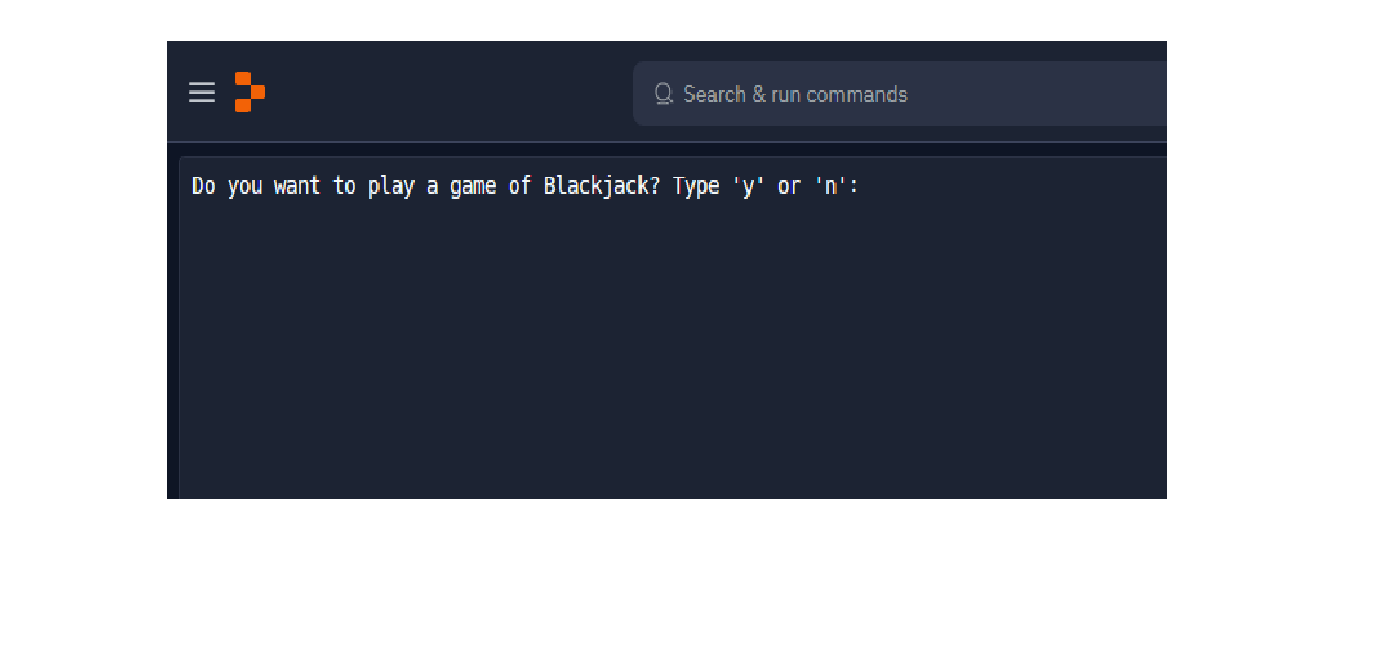 Search & run commands
Do you want to play a game of Blackjack? Type 'y' or 'n':